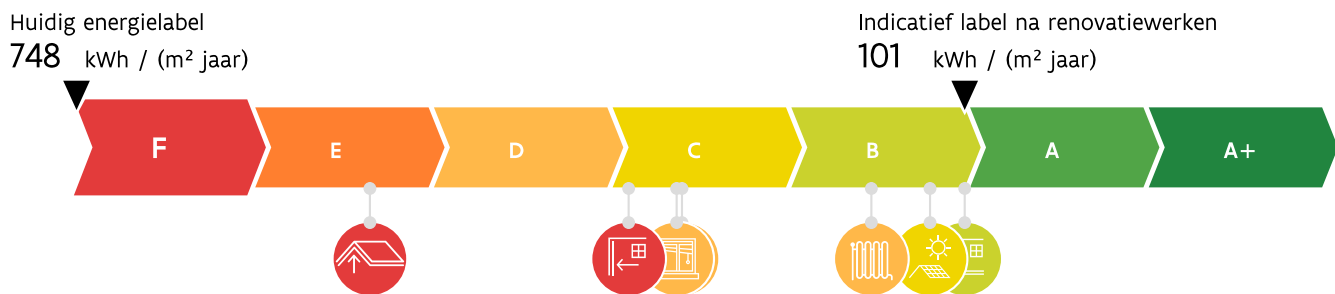 Huidig energielabel
748 kWh / (m² jaar)
Indicatief label na renovatiewerken
101 kWh / (m² jaar)
F E D C B A A+